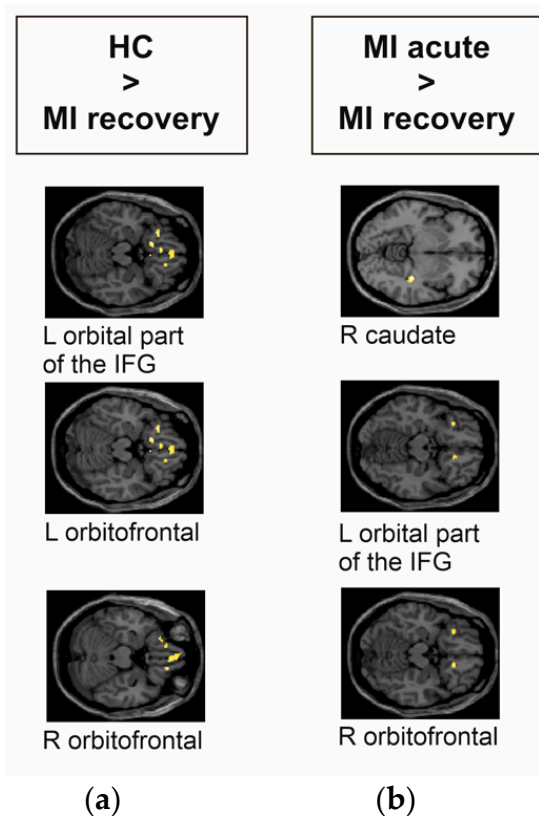 HC
>
MI recovery
L orbital part
of the IFG
L orbitofrontal
R orbitofrontal
(a)
MI acute
>
MI recovery
R caudate
L orbital part
of the IFG
R orbitofrontal
(b)